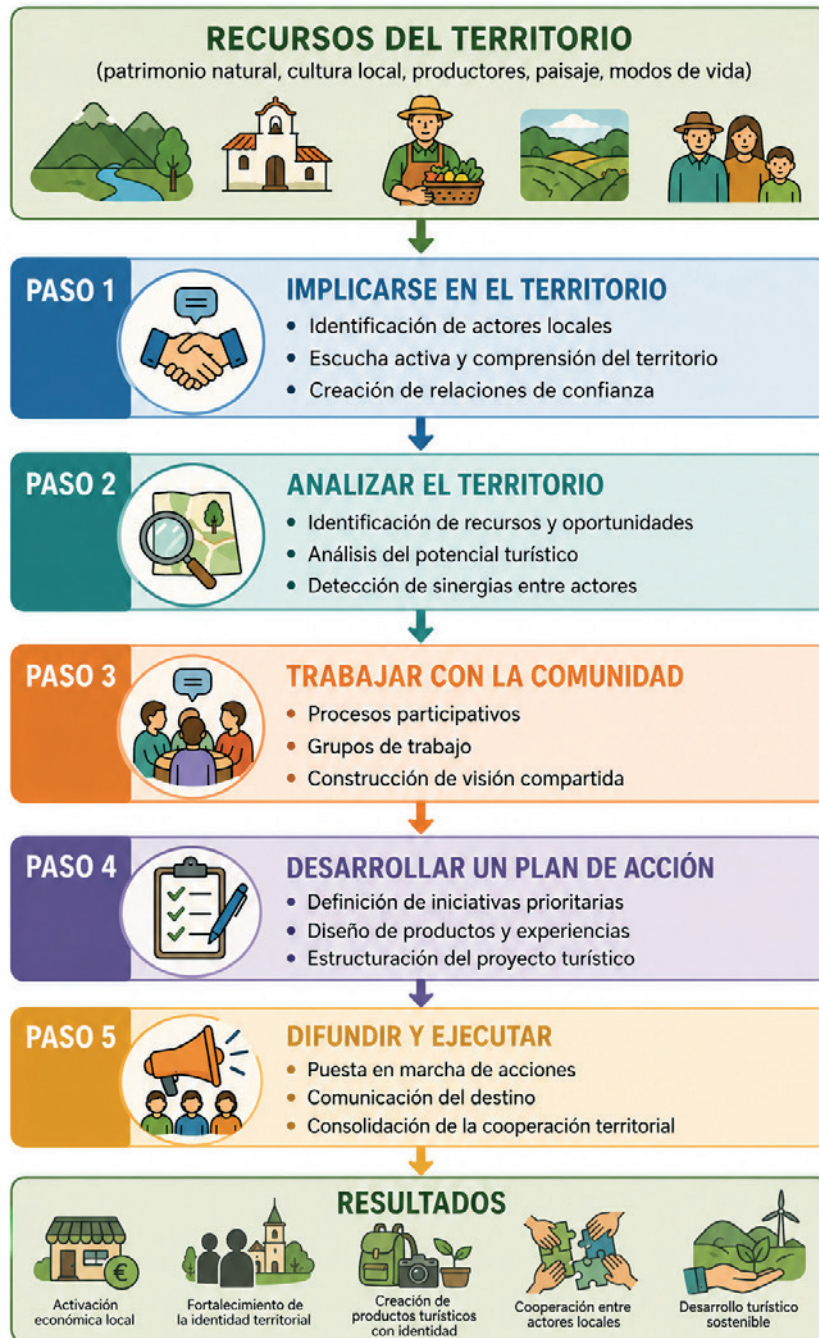 RECURSOS DEL TERRITORIO
(patrimonio natural, cultura local, productores, paisaje, modos de vida)
PASO 1
IMPLICARSE EN EL TERRITORIO
• Identificación de actores locales
• Escucha activa y comprensión del territorio
• Creación de relaciones de confianza
PASO 2
ANALIZAR EL TERRITORIO
• Identificación de recursos y oportunidades
• Análisis del potencial turístico
• Detección de sinergias entre actores
PASO 3
TRABAJAR CON LA COMUNIDAD
• Procesos participativos
• Grupos de trabajo
• Construcción de visión compartida
PASO 4
DESARROLLAR UN PLAN DE ACCIÓN
• Definición de iniciativas prioritarias
• Diseño de productos y experiencias
• Estructuración del proyecto turístico
PASO 5
DIFUNDIR Y EJECUTAR
• Puesta en marcha de acciones
• Comunicación del destino
• Consolidación de la cooperación territorial
RESULTADOS
€
Activación
económica local
Fortalecimiento de
la identidad territorial
Creación de
productos turísticos
con identidad
Cooperación entre
actores locales
Desarrollo turístico
sostenible